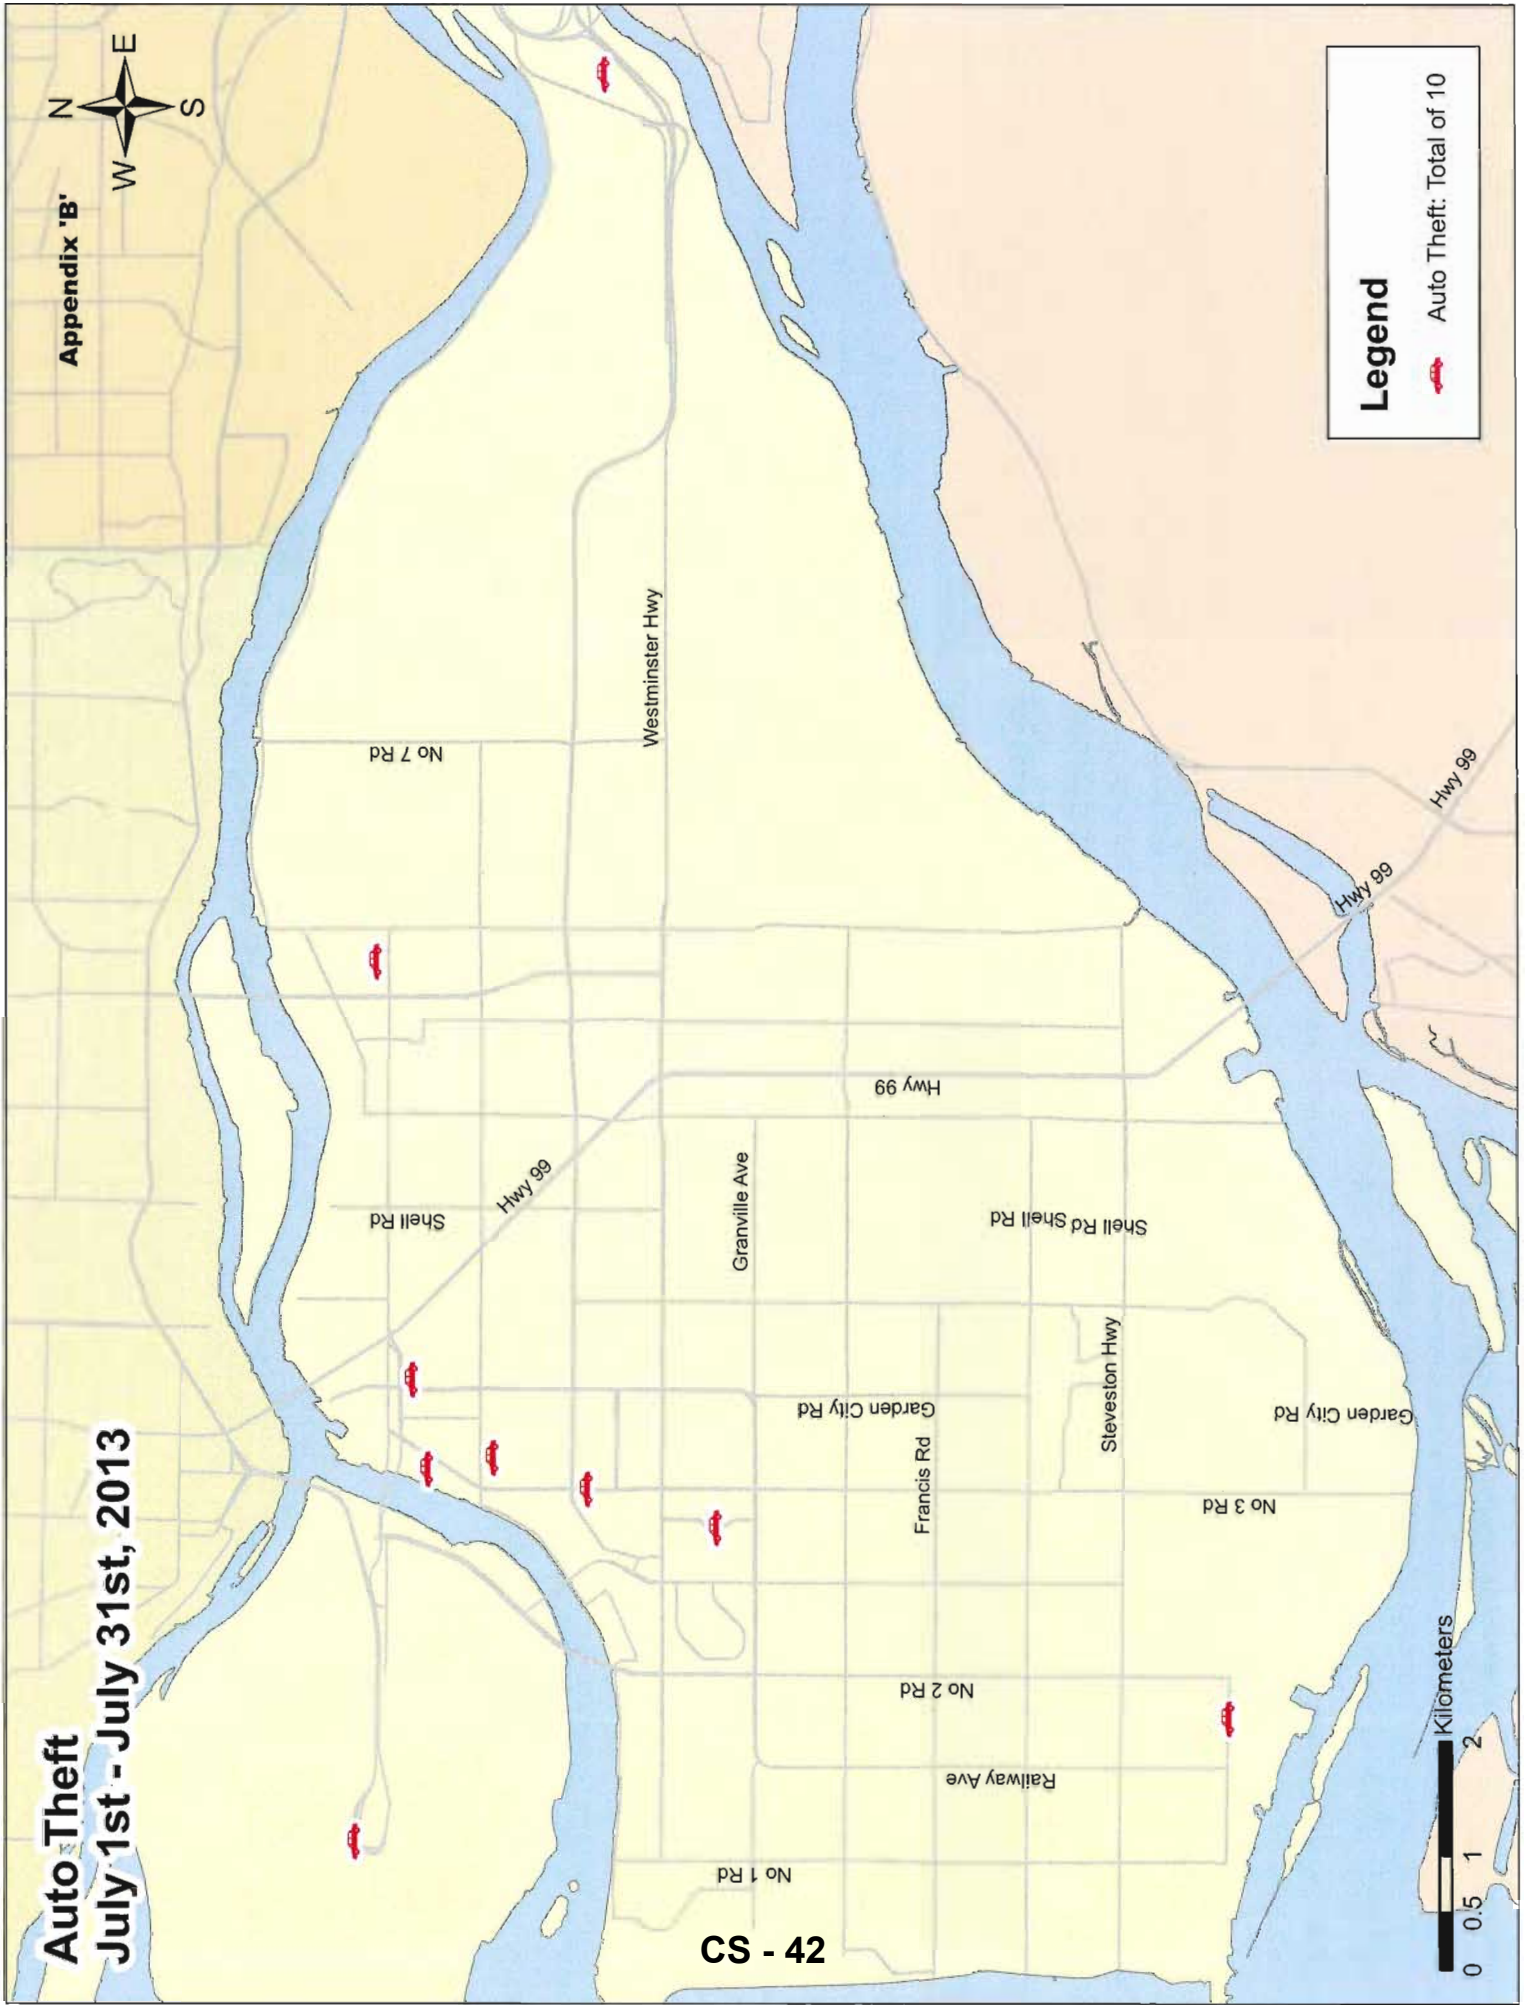 Auto Theft
July 1st - July 31st, 2013
Appendix 'B'
N
W
E
S
No 7 Rd
Westminster Hwy
Hwy 99
Shell Rd
Hwy 99
Granville Ave
Shell Rd
Shell Rd
Hwy 99
Hwy 99
Garden City Rd
Francis Rd
Steveston Hwy
Garden City Rd
No 3 Rd
No 2 Rd
Railway Ave
No 1 Rd
Kilometers
0 0.5 1 2
Legend
Auto Theft: Total of 10
CS - 42